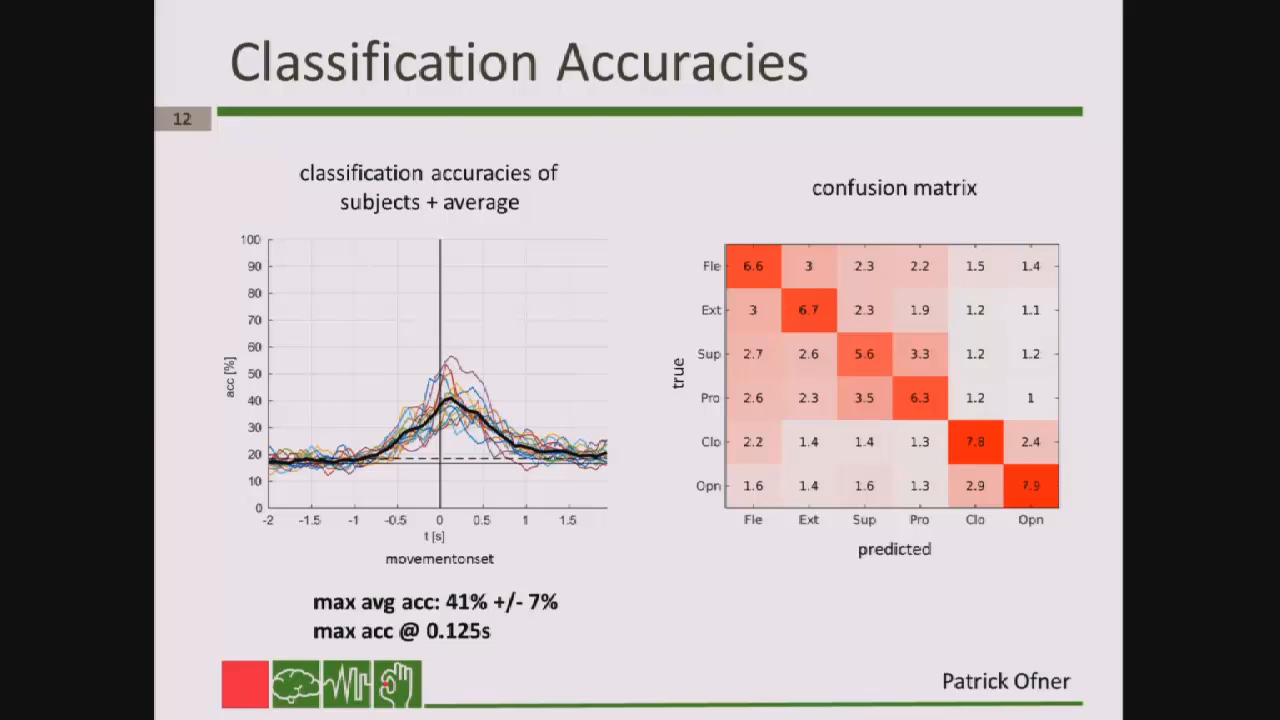 Classification Accuracies
12
classification accuracies of
subjects + average
100
90
80
70
60
50
40
30
20
10
0
acc [%]
-2 -1.5 -1 -0.5 0 0.5 1 1.5
t [s]
movementonset
max avg acc: 41% +/- 7%
max acc @ 0.125s
confusion matrix
true
Fle 6.6 3 2.3 2.2 1.5 1.4
Ext 3 6.7 2.3 1.9 1.2 1.1
Sup 2.7 2.6 5.6 3.3 1.2 1.2
Pro 2.6 2.3 3.5 6.3 1.2 1
Clo 2.2 1.4 1.4 1.3 7.8 2.4
Opn 1.6 1.4 1.6 1.3 2.9 7.9
Fle Ext Sup Pro Clo Opn
predicted
Patrick Ofner